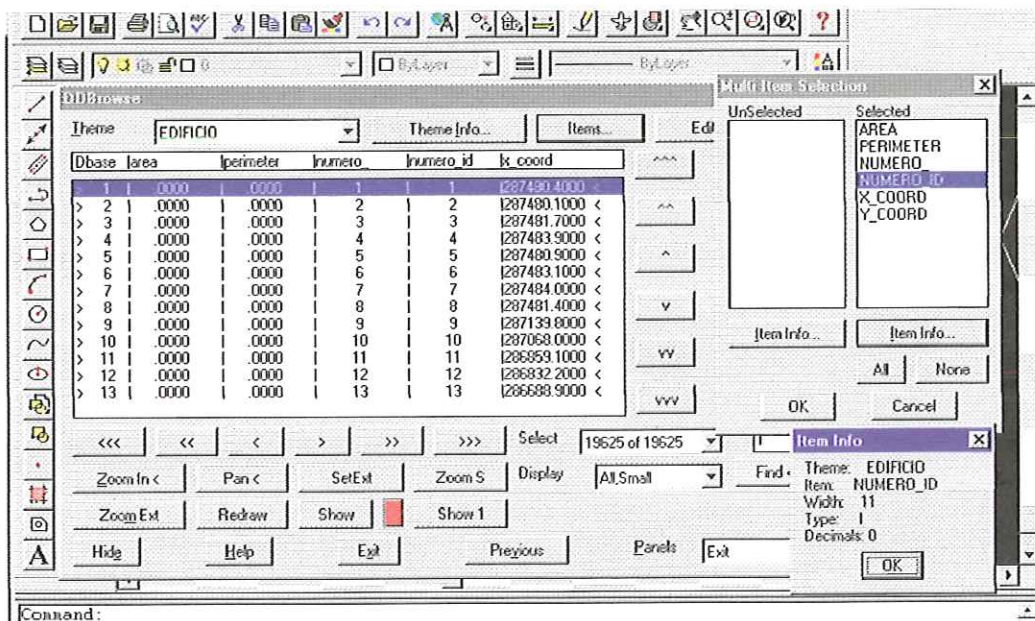 0
ByLayer
ByLayer
DDBrowse
Theme
EDIFICIO
Theme Info...
Items...
Edit
Dbase |area |perimeter |numero_ |numero_id |x_coord
> 1 | .0000 | .0000 | 1 | 1 |287480.4000 <
> 2 | .0000 | .0000 | 2 | 2 |287480.1000 <
> 3 | .0000 | .0000 | 3 | 3 |287481.7000 <
> 4 | .0000 | .0000 | 4 | 4 |287483.9000 <
> 5 | .0000 | .0000 | 5 | 5 |287480.9000 <
> 6 | .0000 | .0000 | 6 | 6 |287483.1000 <
> 7 | .0000 | .0000 | 7 | 7 |287484.0000 <
> 8 | .0000 | .0000 | 8 | 8 |287481.4000 <
> 9 | .0000 | .0000 | 9 | 9 |287139.8000 <
> 10 | .0000 | .0000 | 10 | 10 |287068.0000 <
> 11 | .0000 | .0000 | 11 | 11 |286859.1000 <
> 12 | .0000 | .0000 | 12 | 12 |286832.2000 <
> 13 | .0000 | .0000 | 13 | 13 |286688.9000 <
^^^
^^
^
v
vv
vvv
<<<
<<
<
>
>>
>>>
Select
19625 of 19625
Zoom In <
Pan <
SetExt
Zoom S
Display
All,Small
Find <
Zoom Ext
Redraw
Show
Show 1
Hide
Help
Exit
Previous
Panels
Exit
Multi Item Selection
UnSelected
Selected
AREA
PERIMETER
NUMERO_
NUMERO_ID
X_COORD
Y_COORD
Item Info...
Item Info...
All
None
OK
Cancel
Item Info
Theme: EDIFICIO
Item: NUMERO_ID
Width: 11
Type: I
Decimals: 0
OK
A
Command: